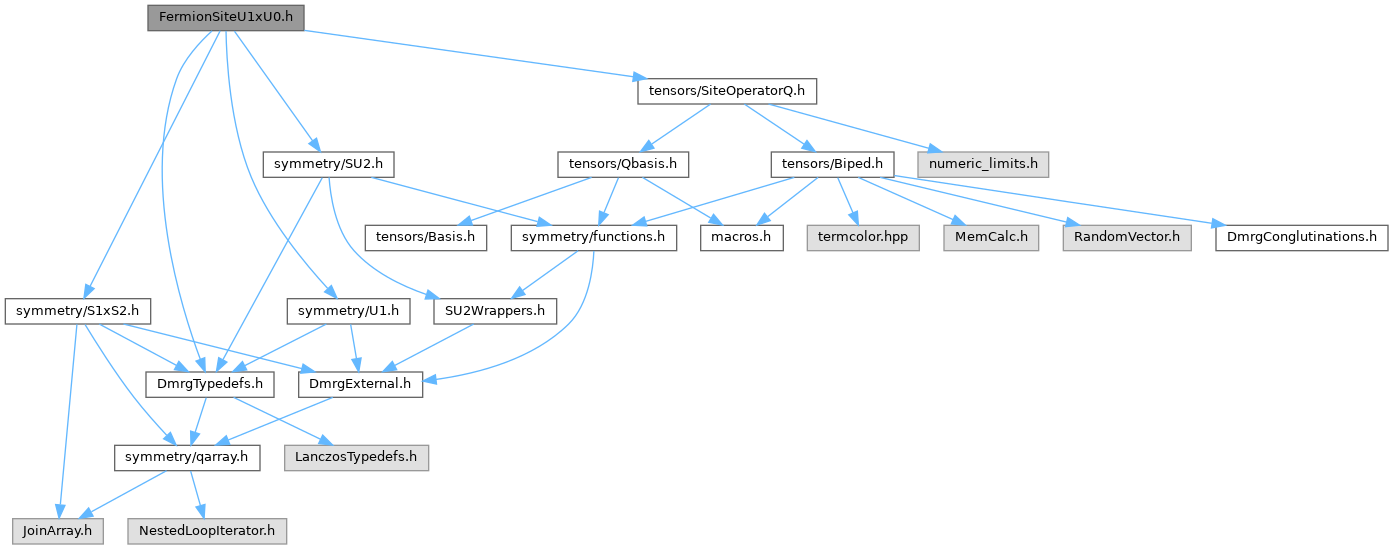 FermionSiteU1xU0.h
tensors/SiteOperatorQ.h
symmetry/SU2.h
tensors/Qbasis.h
tensors/Biped.h
numeric_limits.h
tensors/Basis.h
symmetry/functions.h
macros.h
termcolor.hpp
MemCalc.h
RandomVector.h
DmrgConglutinations.h
symmetry/S1xS2.h
symmetry/U1.h
SU2Wrappers.h
DmrgTypedefs.h
DmrgExternal.h
symmetry/qarray.h
LanczosTypedefs.h
JoinArray.h
NestedLoopIterator.h